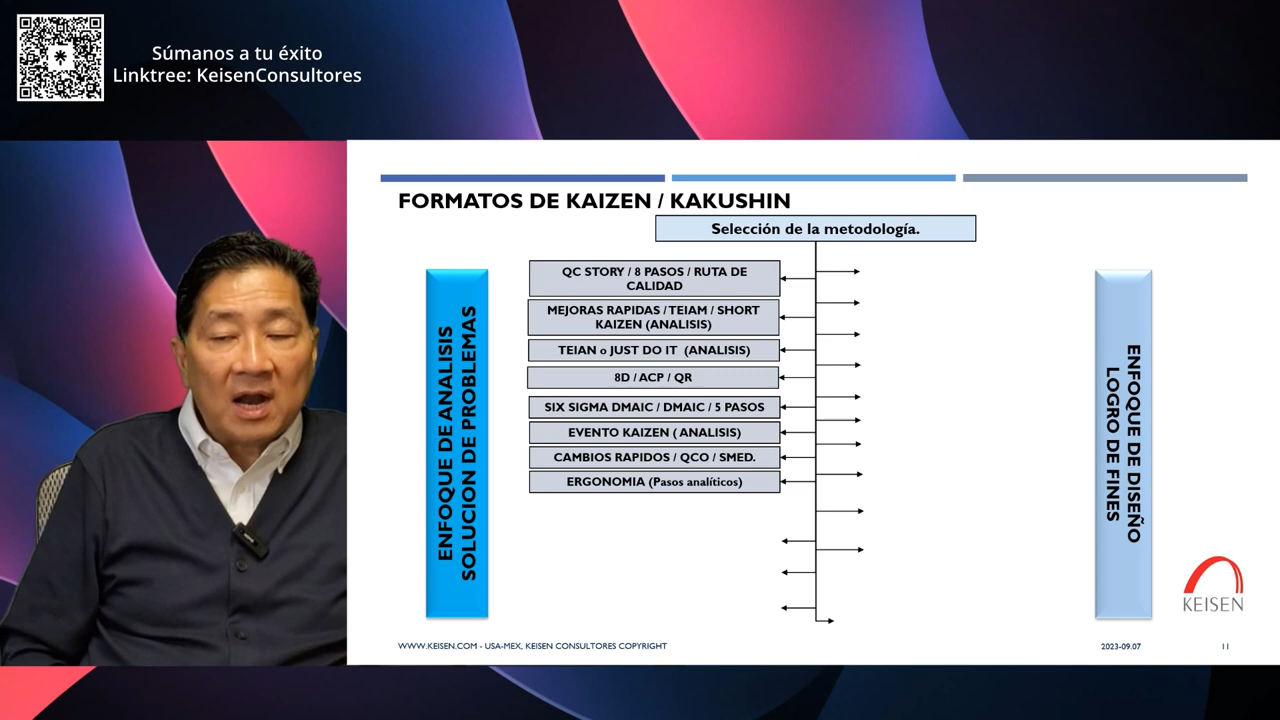 Súmanos a tu éxito
Linktree: KeisenConsultores
FORMATOS DE KAIZEN / KAKUSHIN
Selección de la metodología.
ENFOQUE DE ANALISIS
SOLUCION DE PROBLEMAS
QC STORY / 8 PASOS / RUTA DE
CALIDAD
MEJORAS RAPIDAS / TEIAM / SHORT
KAIZEN (ANALISIS)
TEIAN o JUST DO IT (ANALISIS)
8D / ACP / QR
SIX SIGMA DMAIC / DMAIC / 5 PASOS
EVENTO KAIZEN ( ANALISIS)
CAMBIOS RAPIDOS / QCO / SMED.
ERGONOMIA (Pasos analíticos)
ENFOQUE DE DISEÑO
LOGRO DE FINES
KEISEN
WWW.KEISEN.COM - USA-MEX, KEISEN CONSULTORES COPYRIGHT
2023-09.07
11